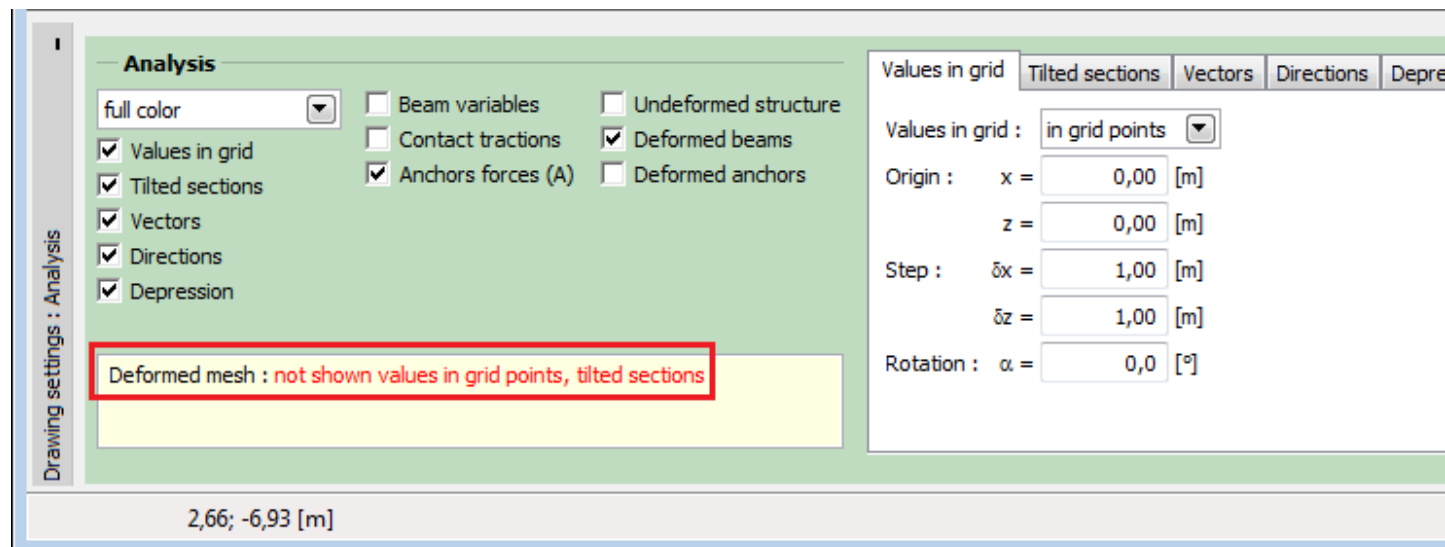 Drawing settings : Analysis
Analysis
full color
Values in grid
Tilted sections
Vectors
Directions
Depression
Beam variables
Contact tractions
Anchors forces (A)
Undeformed structure
Deformed beams
Deformed anchors
Deformed mesh : not shown values in grid points, tilted sections
Values in grid Tilted sections Vectors Directions Depre
Values in grid : in grid points
Origin : x = 0,00 [m]
z = 0,00 [m]
Step : δx = 1,00 [m]
δz = 1,00 [m]
Rotation : α = 0,0 [°]
2,66; -6,93 [m]